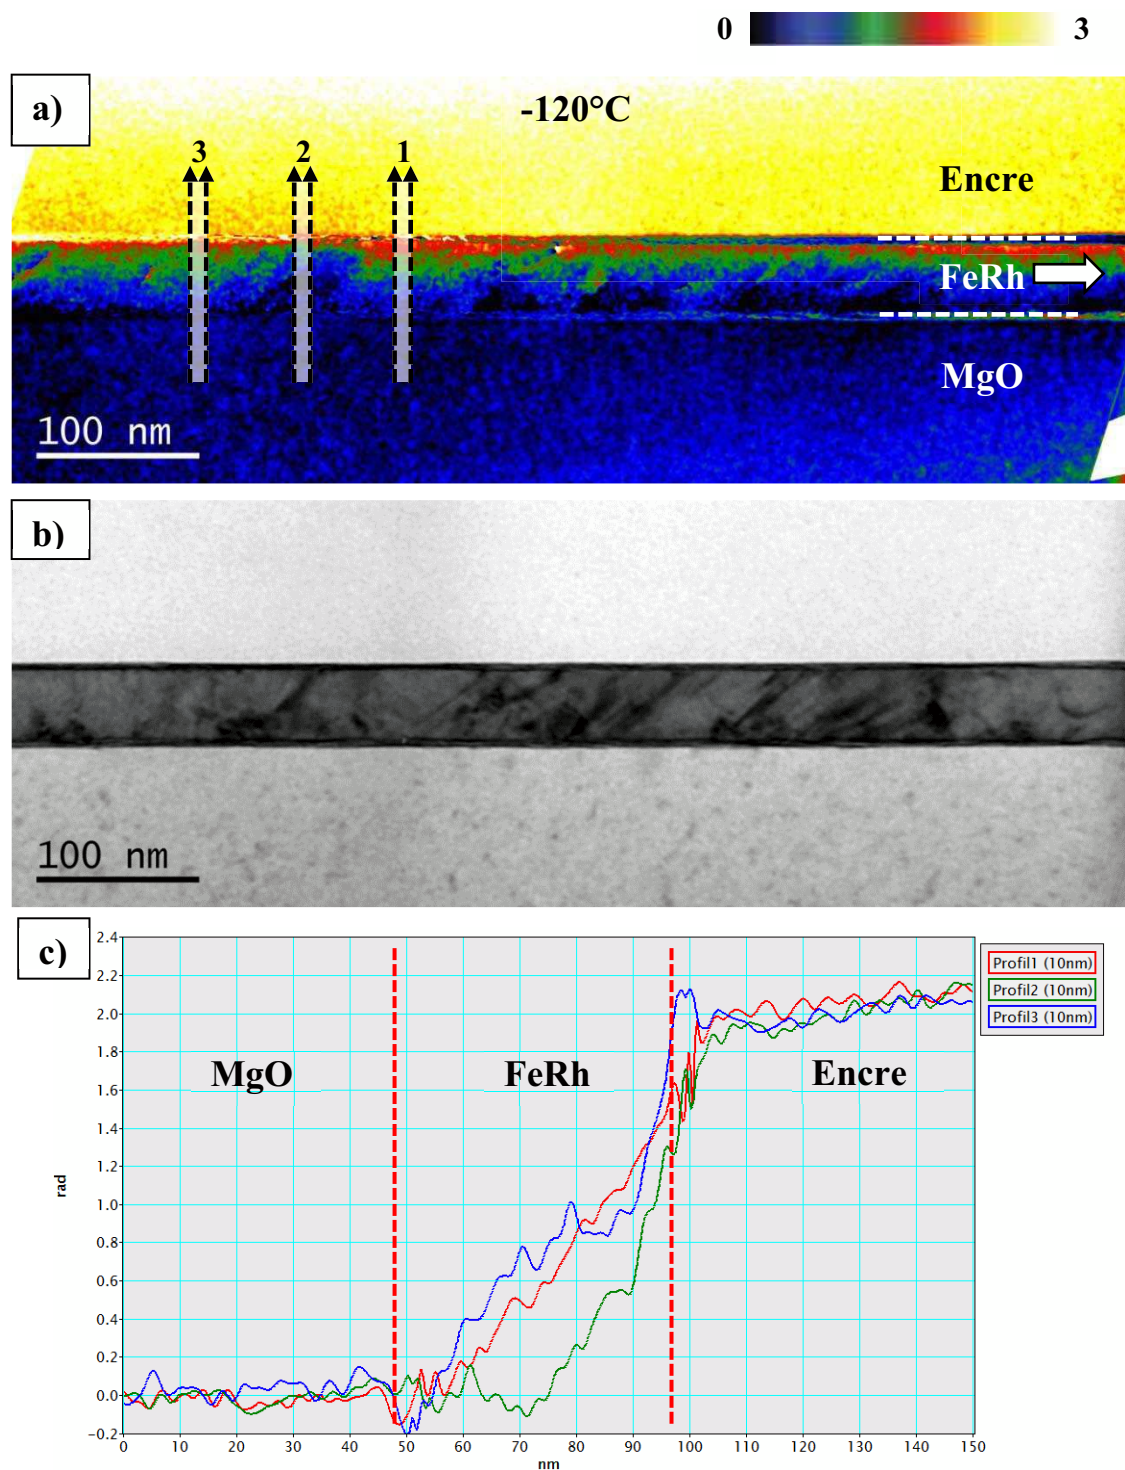 0 3
a)
-120°C
3 2 1
Encre
FeRh
MgO
100 nm
b)
100 nm
c)
2.4
2.2
2.0
1.8
1.6
1.4
1.2
1.0
0.8
0.6
0.4
0.2
0.0
-0.2
rad
MgO FeRh Encre
Profil1 (10nm)
Profil2 (10nm)
Profil3 (10nm)
0 10 20 30 40 50 60 70 80 90 100 110 120 130 140 150
nm